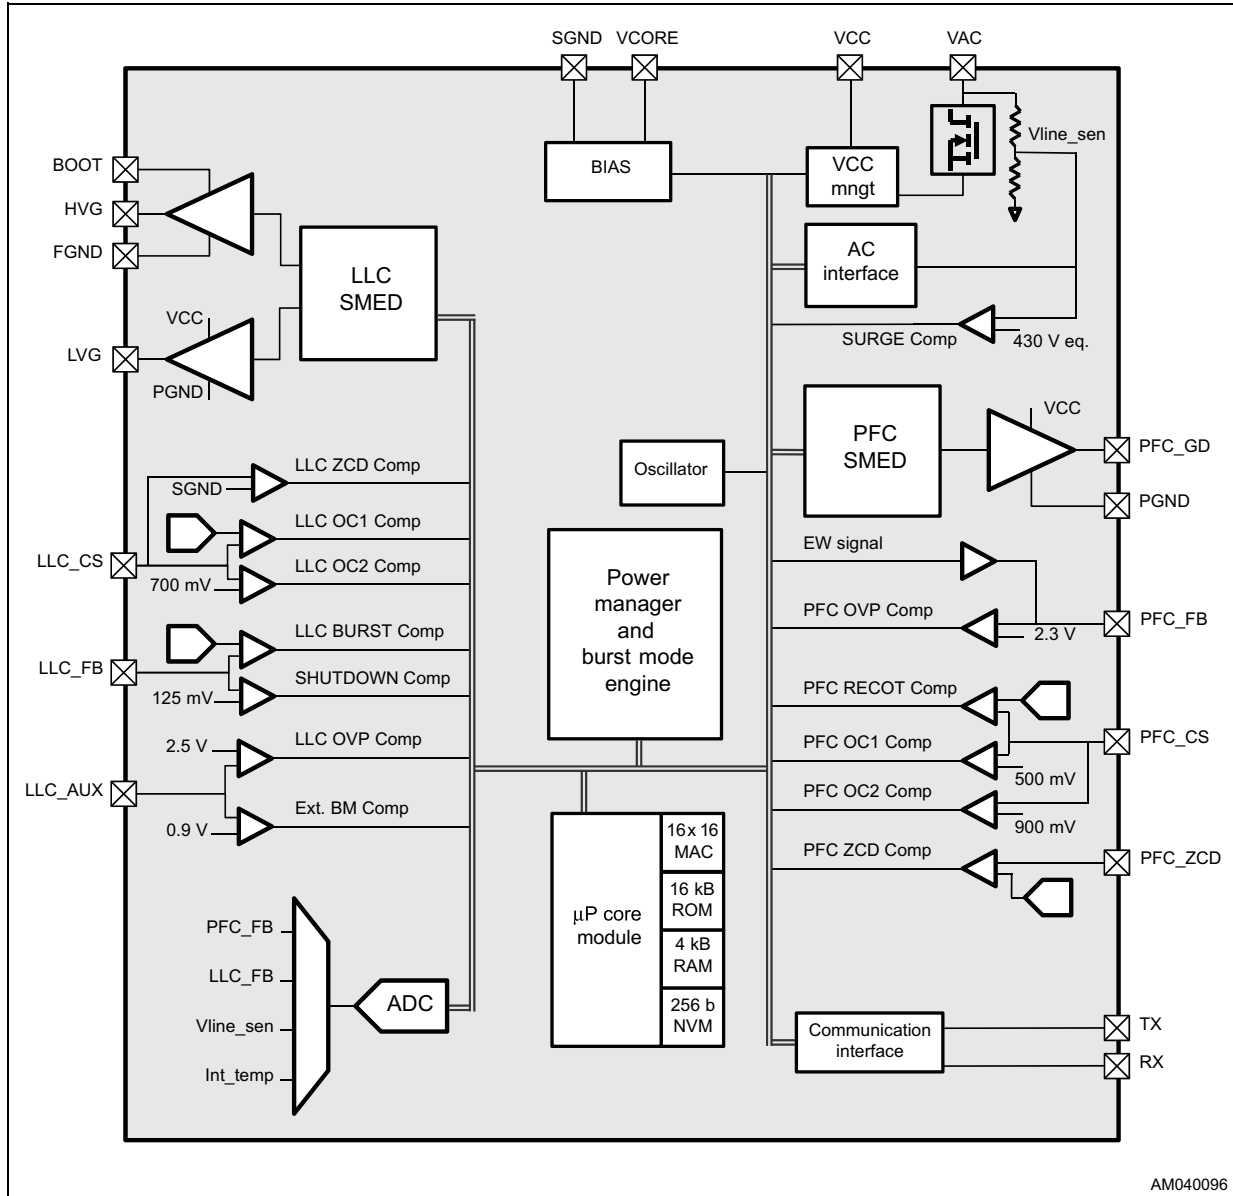 SGND VCORE VCC VAC
BOOT
HVG
FGND
LVG
VCC
PGND
LLC
SMED
BIAS
VCC
mngt
Vline_sen
AC
interface
SURGE Comp
430 V eq.
PFC
SMED
VCC
PFC_GD
PGND
Oscillator
LLC ZCD Comp
SGND
LLC OC1 Comp
LLC_CS
700 mV
LLC OC2 Comp
LLC BURST Comp
LLC_FB
125 mV
SHUTDOWN Comp
2.5 V
LLC OVP Comp
LLC_AUX
0.9 V
Ext. BM Comp
Power
manager
and
burst mode
engine
EW signal
PFC OVP Comp
2.3 V
PFC_FB
PFC RECOT Comp
PFC_CS
PFC OC1 Comp
500 mV
PFC OC2 Comp
900 mV
PFC ZCD Comp
PFC_ZCD
µP core
module
16x 16
MAC
16 kB
ROM
4 kB
RAM
256 b
NVM
PFC_FB
LLC_FB
Vline_sen
Int_temp
ADC
Communication
interface
TX
RX
AM040096